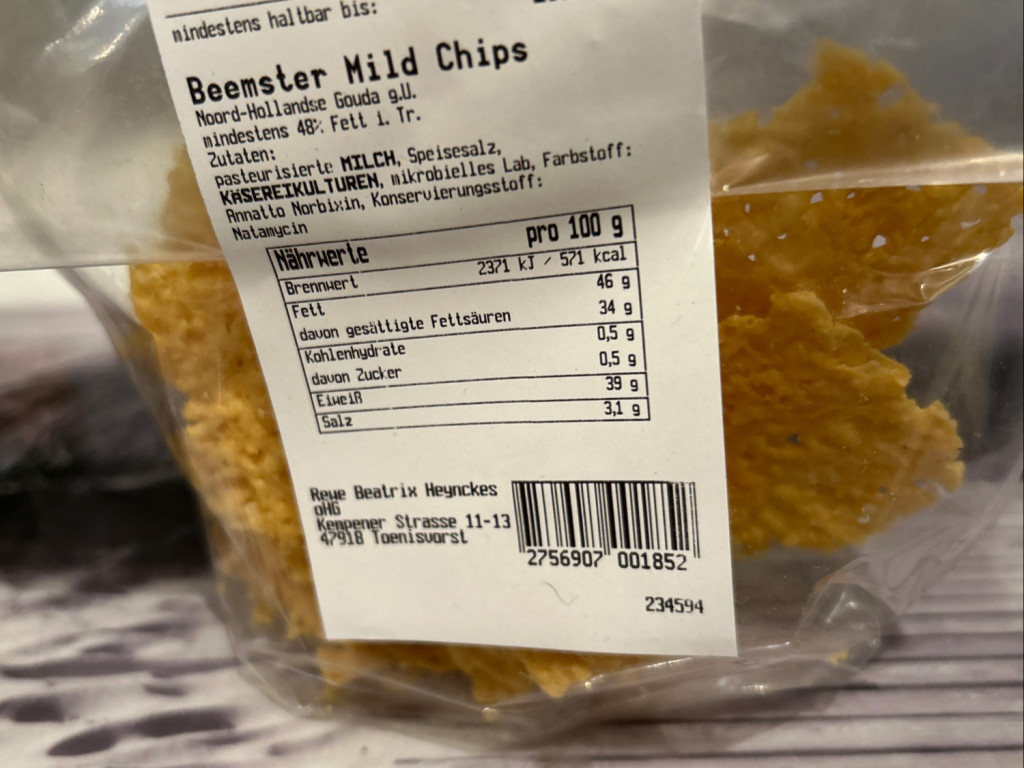 mindestens haltbar bis:
Beemster Mild Chips
Noord-Hollandse Gouda g.U.
mindestens 48% Fett i. Tr.
Zutaten:
pasteurisierte MILCH, Speisesalz,
KÄSEREIKULTUREN, mikrobielles Lab, Farbstoff:
Annatto Norbixin, Konservierungsstoff:
Natamycin
Nährwerte pro 100 g
Brennwert 2371 kJ / 571 kcal
Fett 46 g
davon gesättigte Fettsäuren 34 g
Kohlenhydrate 0,5 g
davon Zucker 0,5 g
Eiweiß 39 g
Salz 3,1 g
Rewe Beatrix Heynckes
oHG
Kempener Strasse 11-13
47918 Toenisvorst
2756907 001852
234594